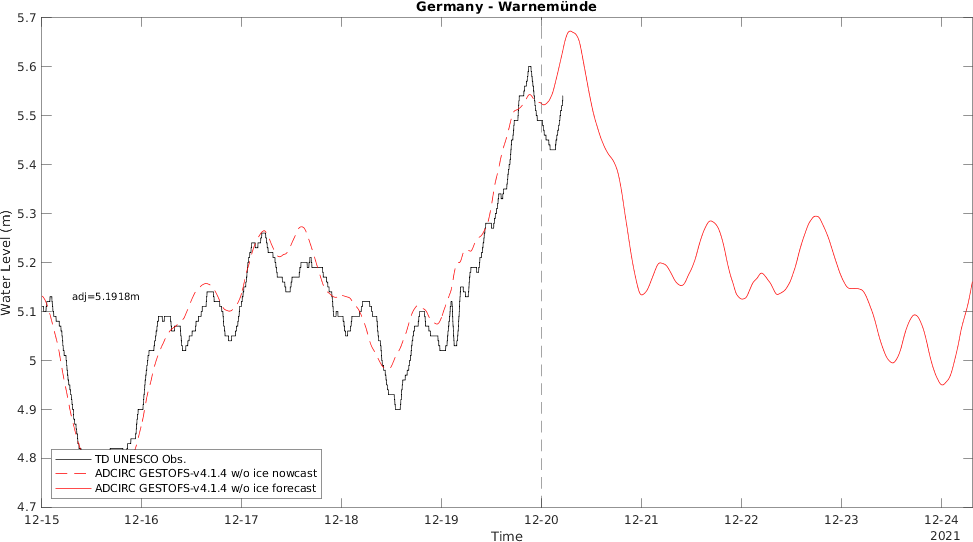 Germany - Warnemünde
5.7
5.6
5.5
5.4
5.3
5.2
5.1
5
4.9
4.8
4.7
Water Level (m)
adj=5.1918m
TD UNESCO Obs.
ADCIRC GESTOFS-v4.1.4 w/o ice nowcast
ADCIRC GESTOFS-v4.1.4 w/o ice forecast
12-15 12-16 12-17 12-18 12-19 12-20 12-21 12-22 12-23 12-24
Time
2021